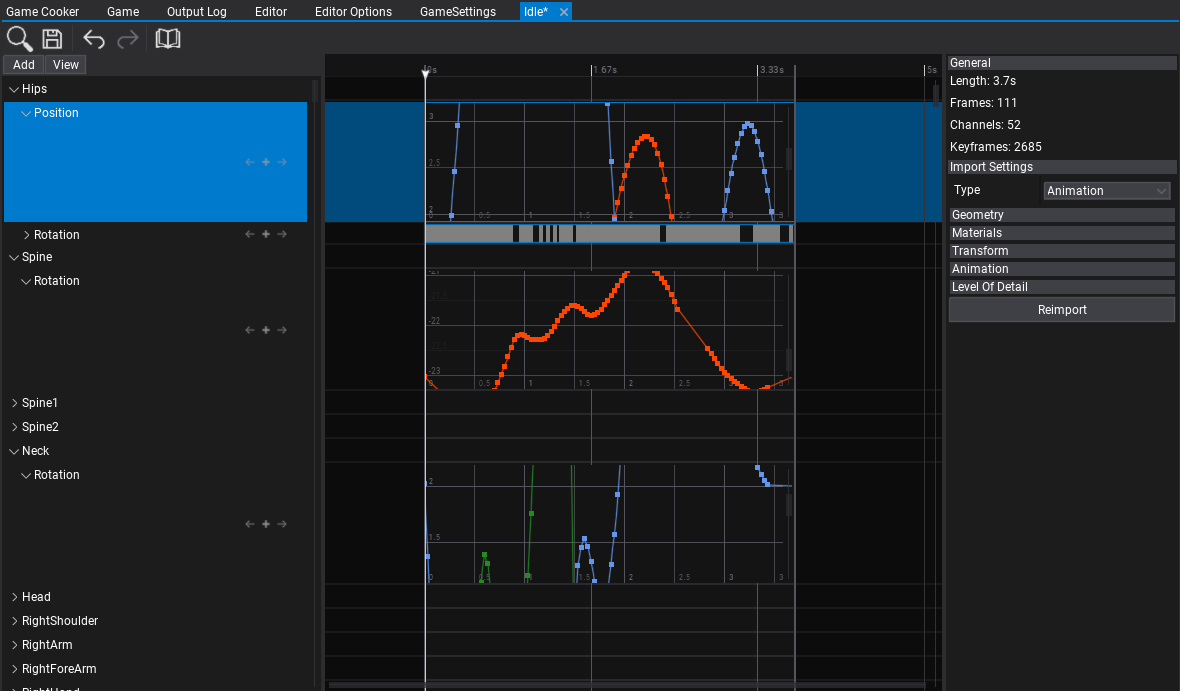 Game Cooker Game Output Log Editor Editor Options GameSettings Idle*
Add View
0s 1.67s 3.33s 5s
Hips
Position
3
2.5
2
0 0.5 1 1.5 2 2.5 3 3
Rotation
Spine
Rotation
-22
-23
0 0.5 1 1.5 2 2.5 3 3
Spine1
Spine2
Neck
Rotation
2
1.5
0 0.5 1 1.5 2 2.5 3 3
Head
RightShoulder
RightArm
RightForeArm
General
Length: 3.7s
Frames: 111
Channels: 52
Keyframes: 2685
Import Settings
Type Animation
Geometry
Materials
Transform
Animation
Level Of Detail
Reimport